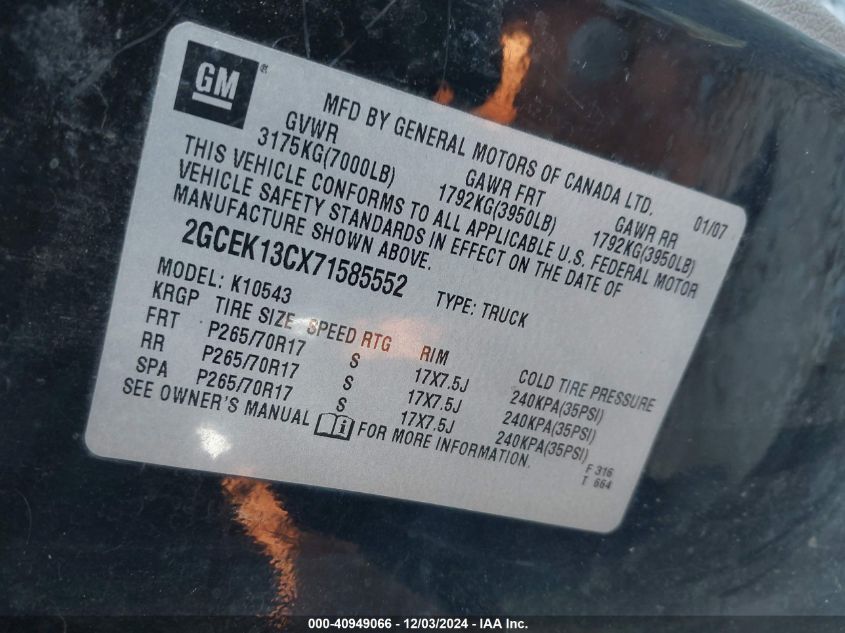 GM®
MFD BY GENERAL MOTORS OF CANADA LTD. 01/07
GVWR GAWR FRT GAWR RR
3175KG(7000LB) 1792KG(3950LB) 1792KG(3950LB)
THIS VEHICLE CONFORMS TO ALL APPLICABLE U.S. FEDERAL MOTOR
VEHICLE SAFETY STANDARDS IN EFFECT ON THE DATE OF
MANUFACTURE SHOWN ABOVE.
2GCEK13CX71585552 TYPE: TRUCK
MODEL: K10543
KRGP TIRE SIZE SPEED RTG RIM COLD TIRE PRESSURE
FRT P265/70R17 S 17X7.5J 240KPA(35PSI)
RR P265/70R17 S 17X7.5J 240KPA(35PSI)
SPA P265/70R17 S 17X7.5J 240KPA(35PSI)
SEE OWNER'S MANUAL i FOR MORE INFORMATION.
F 316
T 664
000-40949066 - 12/03/2024 - IAA Inc.